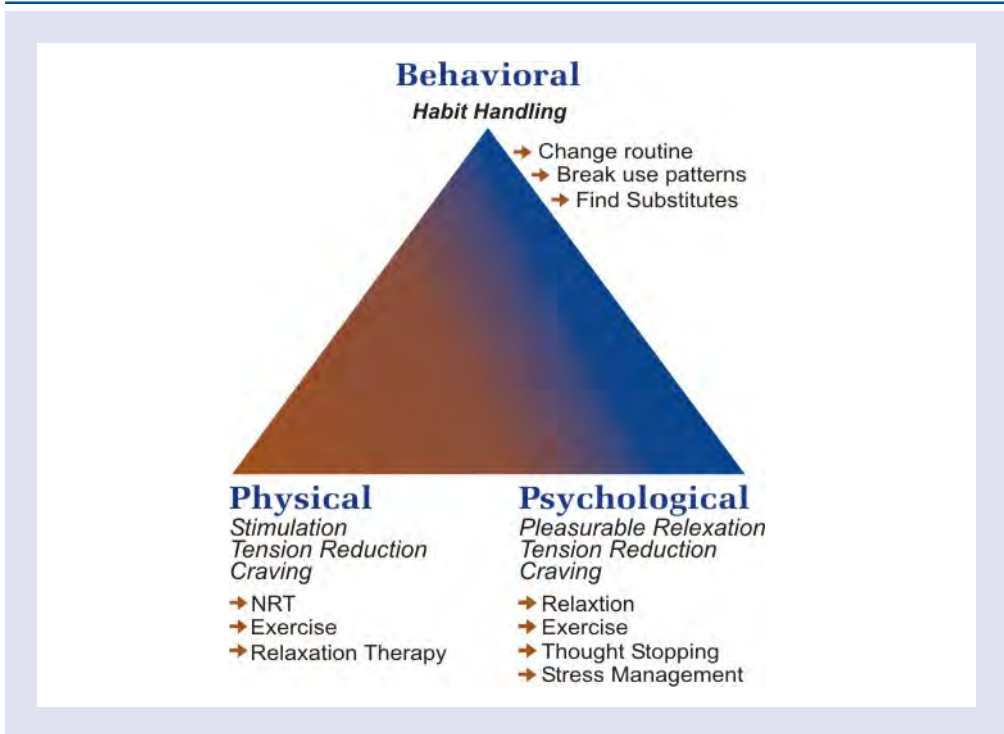 Behavioral
Habit Handling
➔ Change routine
➔ Break use patterns
➔ Find Substitutes
Physical
Stimulation
Tension Reduction
Craving
➔ NRT
➔ Exercise
➔ Relaxation Therapy
Psychological
Pleasurable Relexation
Tension Reduction
Craving
➔ Relaxtion
➔ Exercise
➔ Thought Stopping
➔ Stress Management